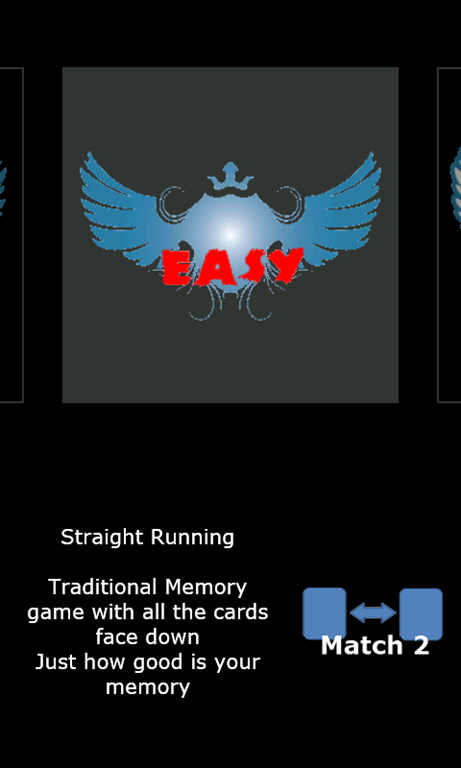 EASY
Straight Running
Traditional Memory
game with all the cards
face down
Just how good is your
memory
Match 2